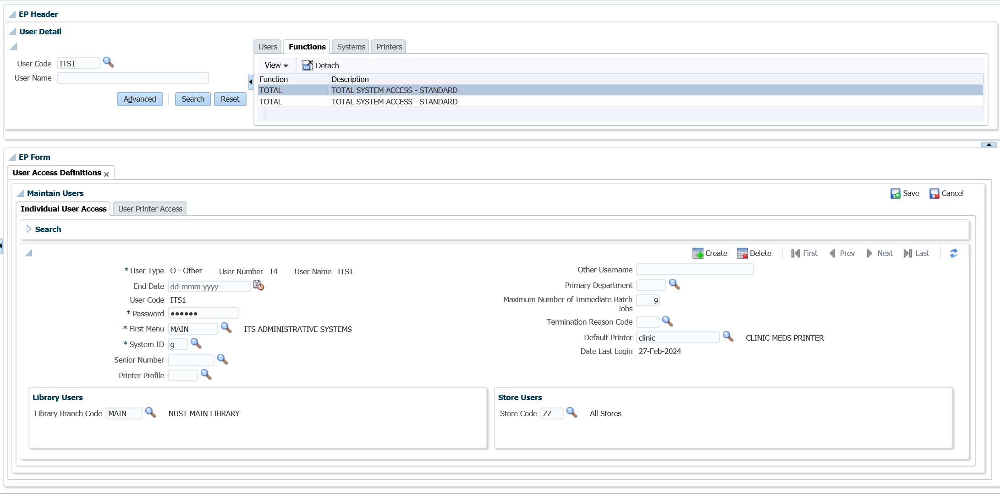 EP Header
User Detail
User Code ITS1
User Name
Advanced Search Reset
Users Functions Systems Printers
View Detach
Function Description
TOTAL TOTAL SYSTEM ACCESS - STANDARD
TOTAL TOTAL SYSTEM ACCESS - STANDARD
EP Form
User Access Definitions
Maintain Users Save Cancel
Individual User Access User Printer Access
Search
Create Delete First Prev Next Last
* User Type O - Other User Number 14 User Name ITS1
End Date dd-mmm-yyyy
User Code ITS1
* Password ••••••
* First Menu MAIN ITS ADMINISTRATIVE SYSTEMS
* System ID g
Senior Number
Printer Profile
Other Username
Primary Department
Maximum Number of Immediate Batch
Jobs 9
Termination Reason Code
Default Printer clinic CLINIC MEDS PRINTER
Date Last Login 27-Feb-2024
Library Users
Library Branch Code MAIN NUST MAIN LIBRARY
Store Users
Store Code ZZ All Stores